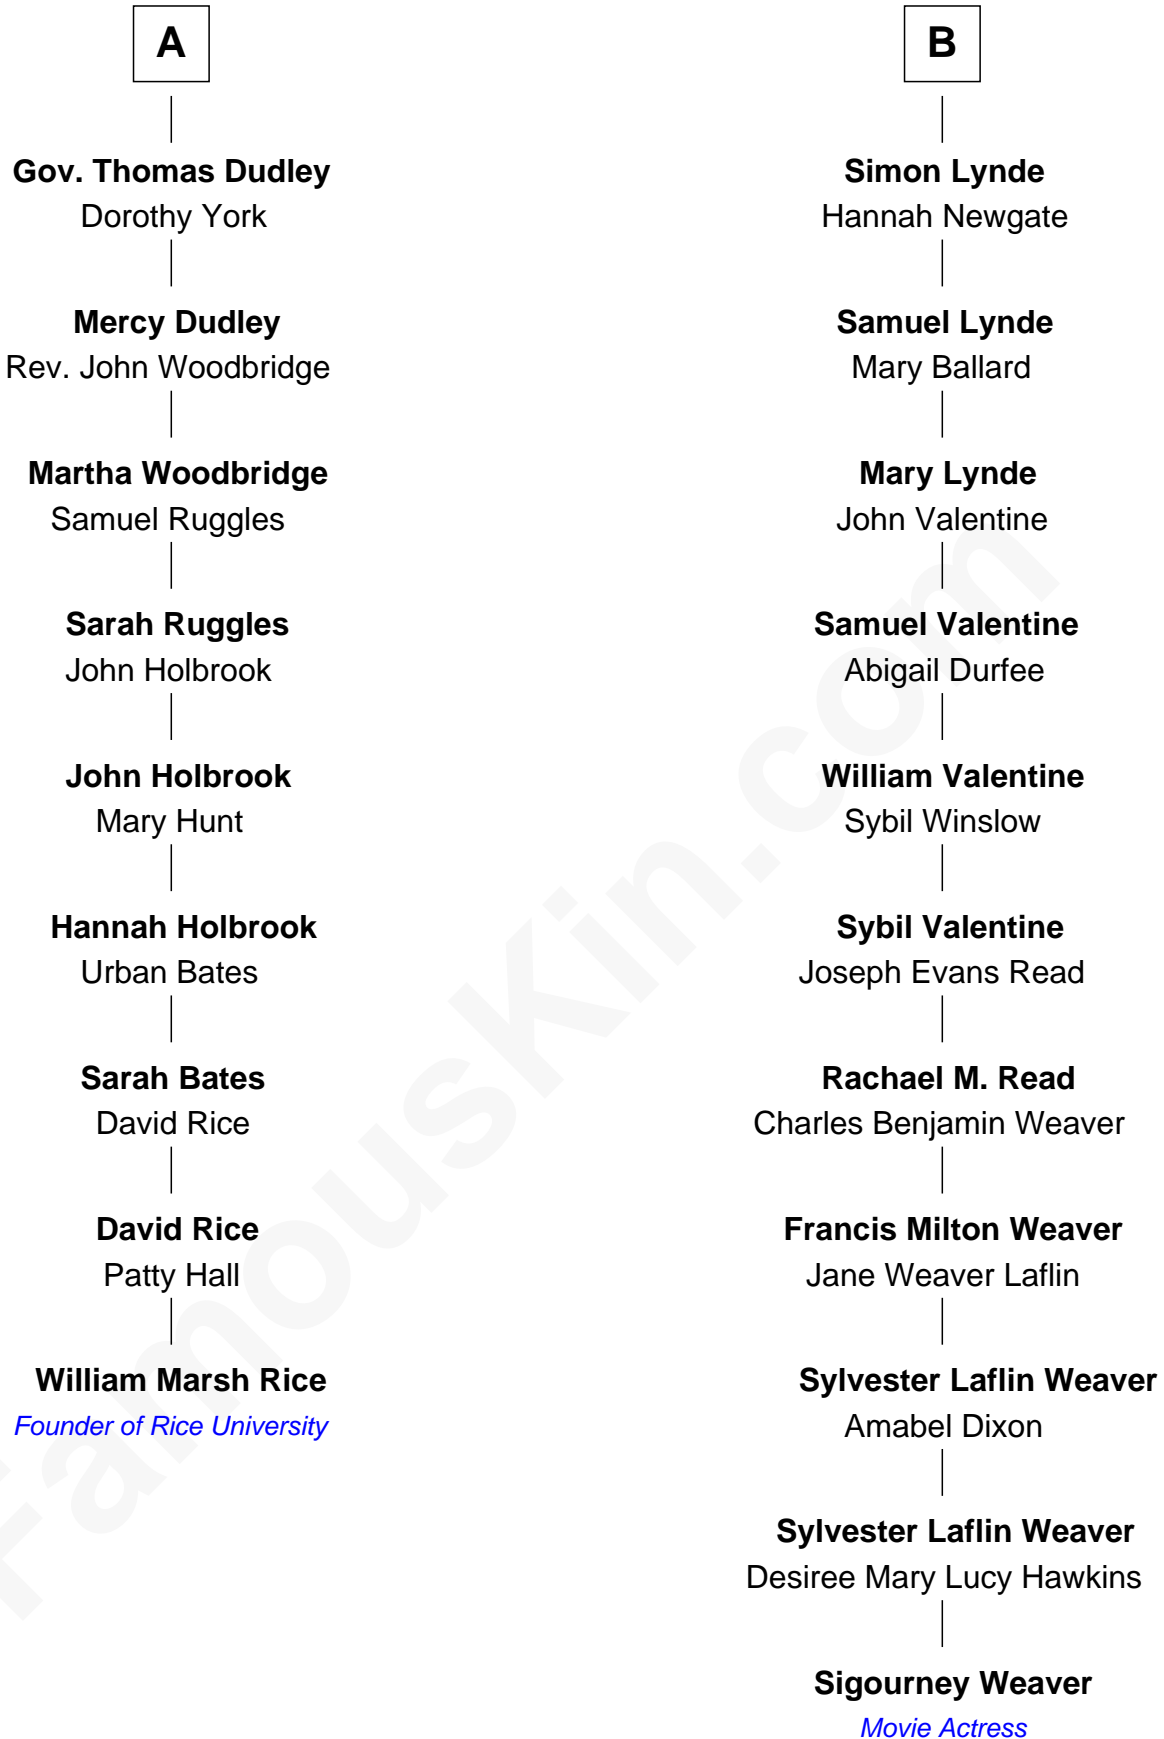 A
Gov. Thomas Dudley
Dorothy York
Mercy Dudley
Rev. John Woodbridge
Martha Woodbridge
Samuel Ruggles
Sarah Ruggles
John Holbrook
John Holbrook
Mary Hunt
Hannah Holbrook
Urban Bates
Sarah Bates
David Rice
David Rice
Patty Hall
William Marsh Rice
Founder of Rice University
B
Simon Lynde
Hannah Newgate
Samuel Lynde
Mary Ballard
Mary Lynde
John Valentine
Samuel Valentine
Abigail Durfee
William Valentine
Sybil Winslow
Sybil Valentine
Joseph Evans Read
Rachael M. Read
Charles Benjamin Weaver
Francis Milton Weaver
Jane Weaver Laflin
Sylvester Laflin Weaver
Amabel Dixon
Sylvester Laflin Weaver
Desiree Mary Lucy Hawkins
Sigourney Weaver
Movie Actress
FamousKin.com